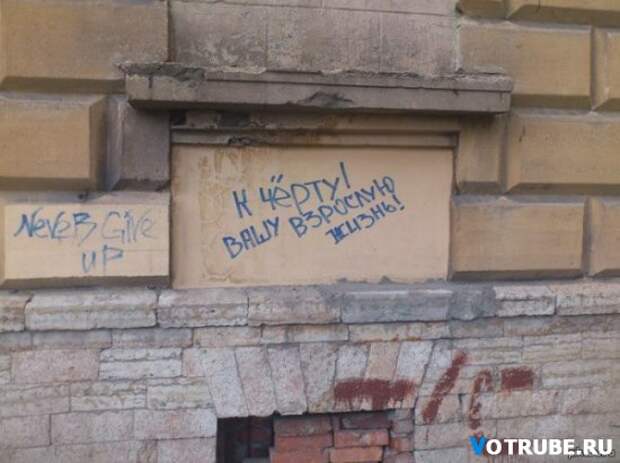 К ЧЁРТУ!
ВАШУ ВЗРОСЛУЮ
ЖИЗНЬ!
NeveR Give
UP
VOTRUBE.RU